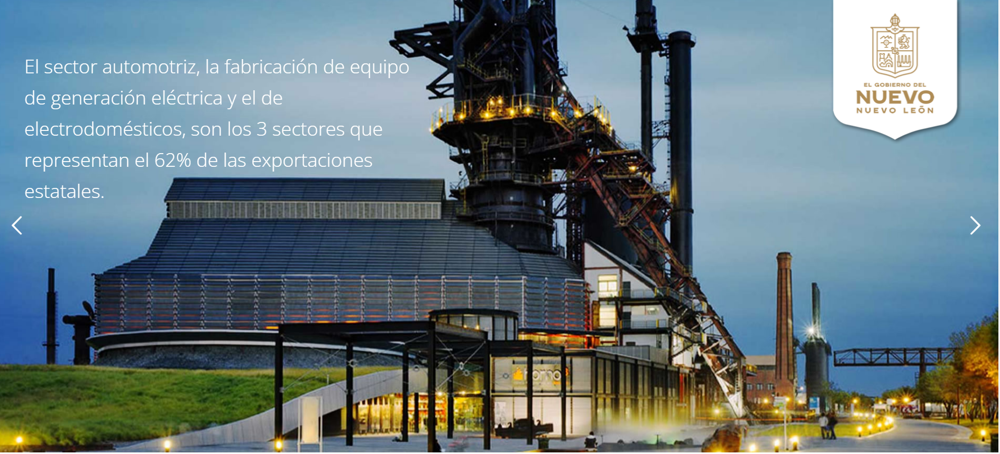 El sector automotriz, la fabricación de equipo
de generación eléctrica y el de
electrodomésticos, son los 3 sectores que
representan el 62% de las exportaciones
estatales.
EL GOBIERNO DEL
NUEVO
NUEVO LEÓN
horno3